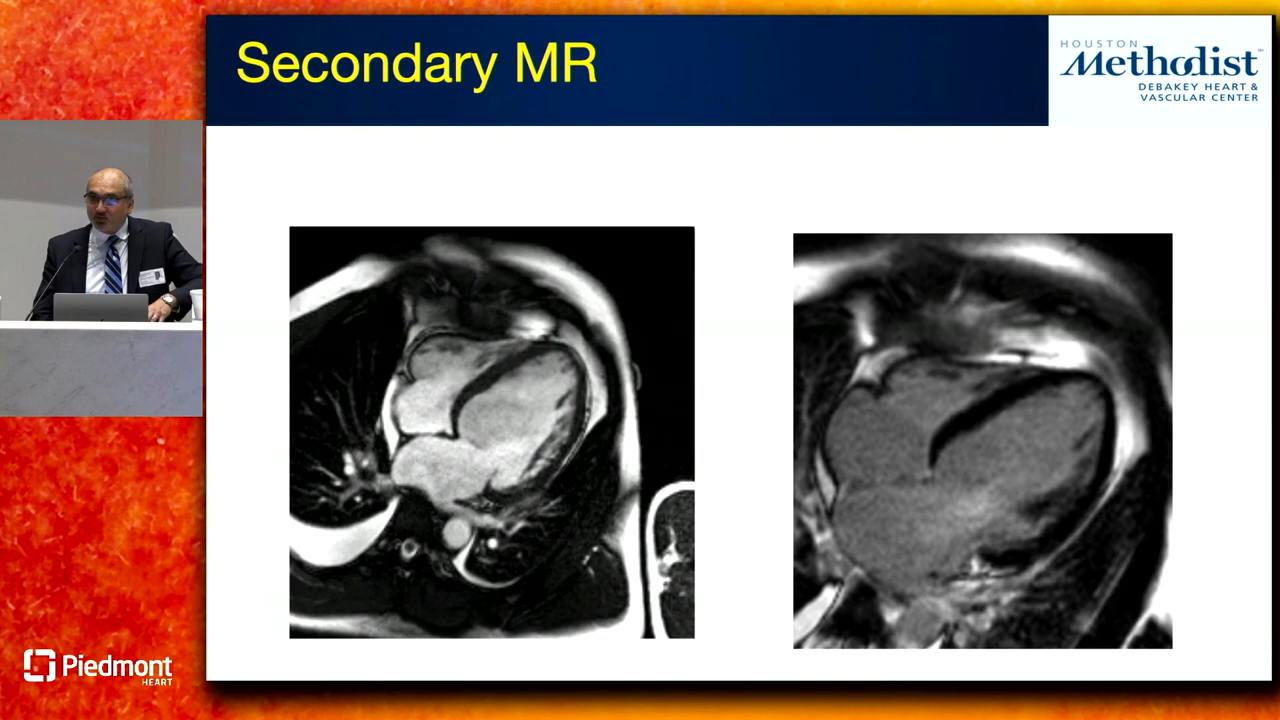 Secondary MR
HOUSTON
Methodist
DEBAKEY HEART &
VASCULAR CENTER
Piedmont
HEART